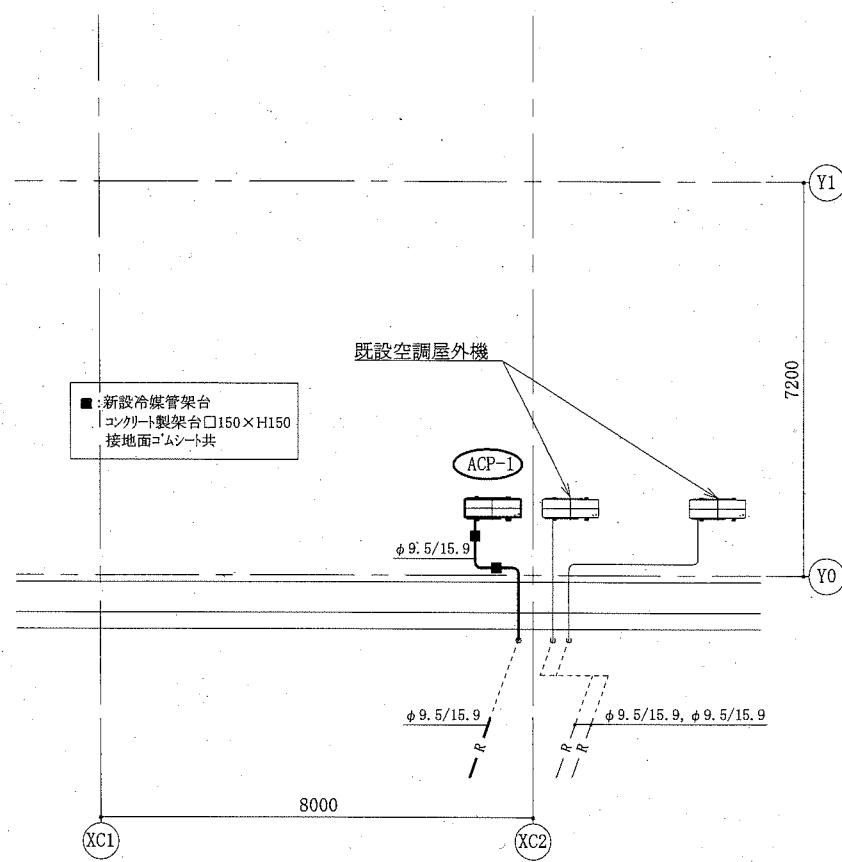 Y1
既設空調屋外機
7200
■:新設冷媒管架台
コンクリート製架台□150×H150
接地面ゴムシート共
ACP-1
φ9.5/15.9
Y0
φ9.5/15.9
φ9.5/15.9, φ9.5/15.9
R
R
R
8000
XC1
XC2